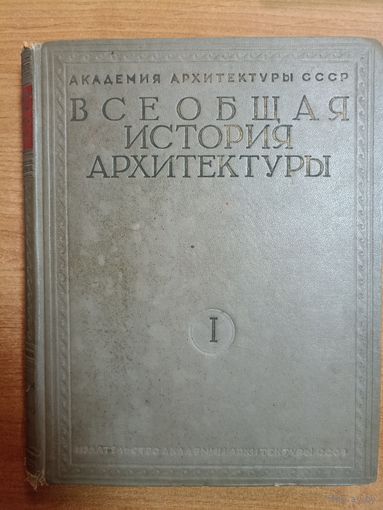 АКАДЕМИЯ АРХИТЕКТУРЫ СССР
ВСЕОБЩАЯ
ИСТОРИЯ
АРХИТЕКТУРЫ
I
ИЗДАТЕЛЬСТВО АКАДЕМИИ АРХИТЕКТУРЫ СССР